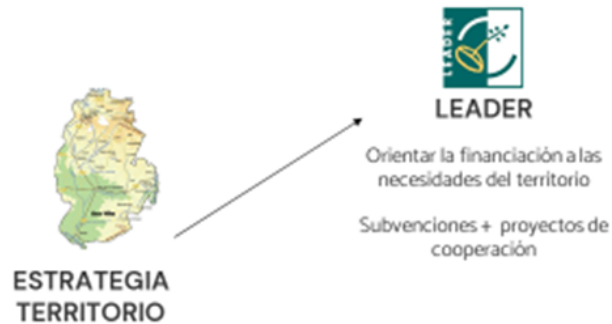 LEADER
LEADER
Orientar la financiación a las
necesidades del territorio
Subvenciones + proyectos de
cooperación
ESTRATEGIA
TERRITORIO